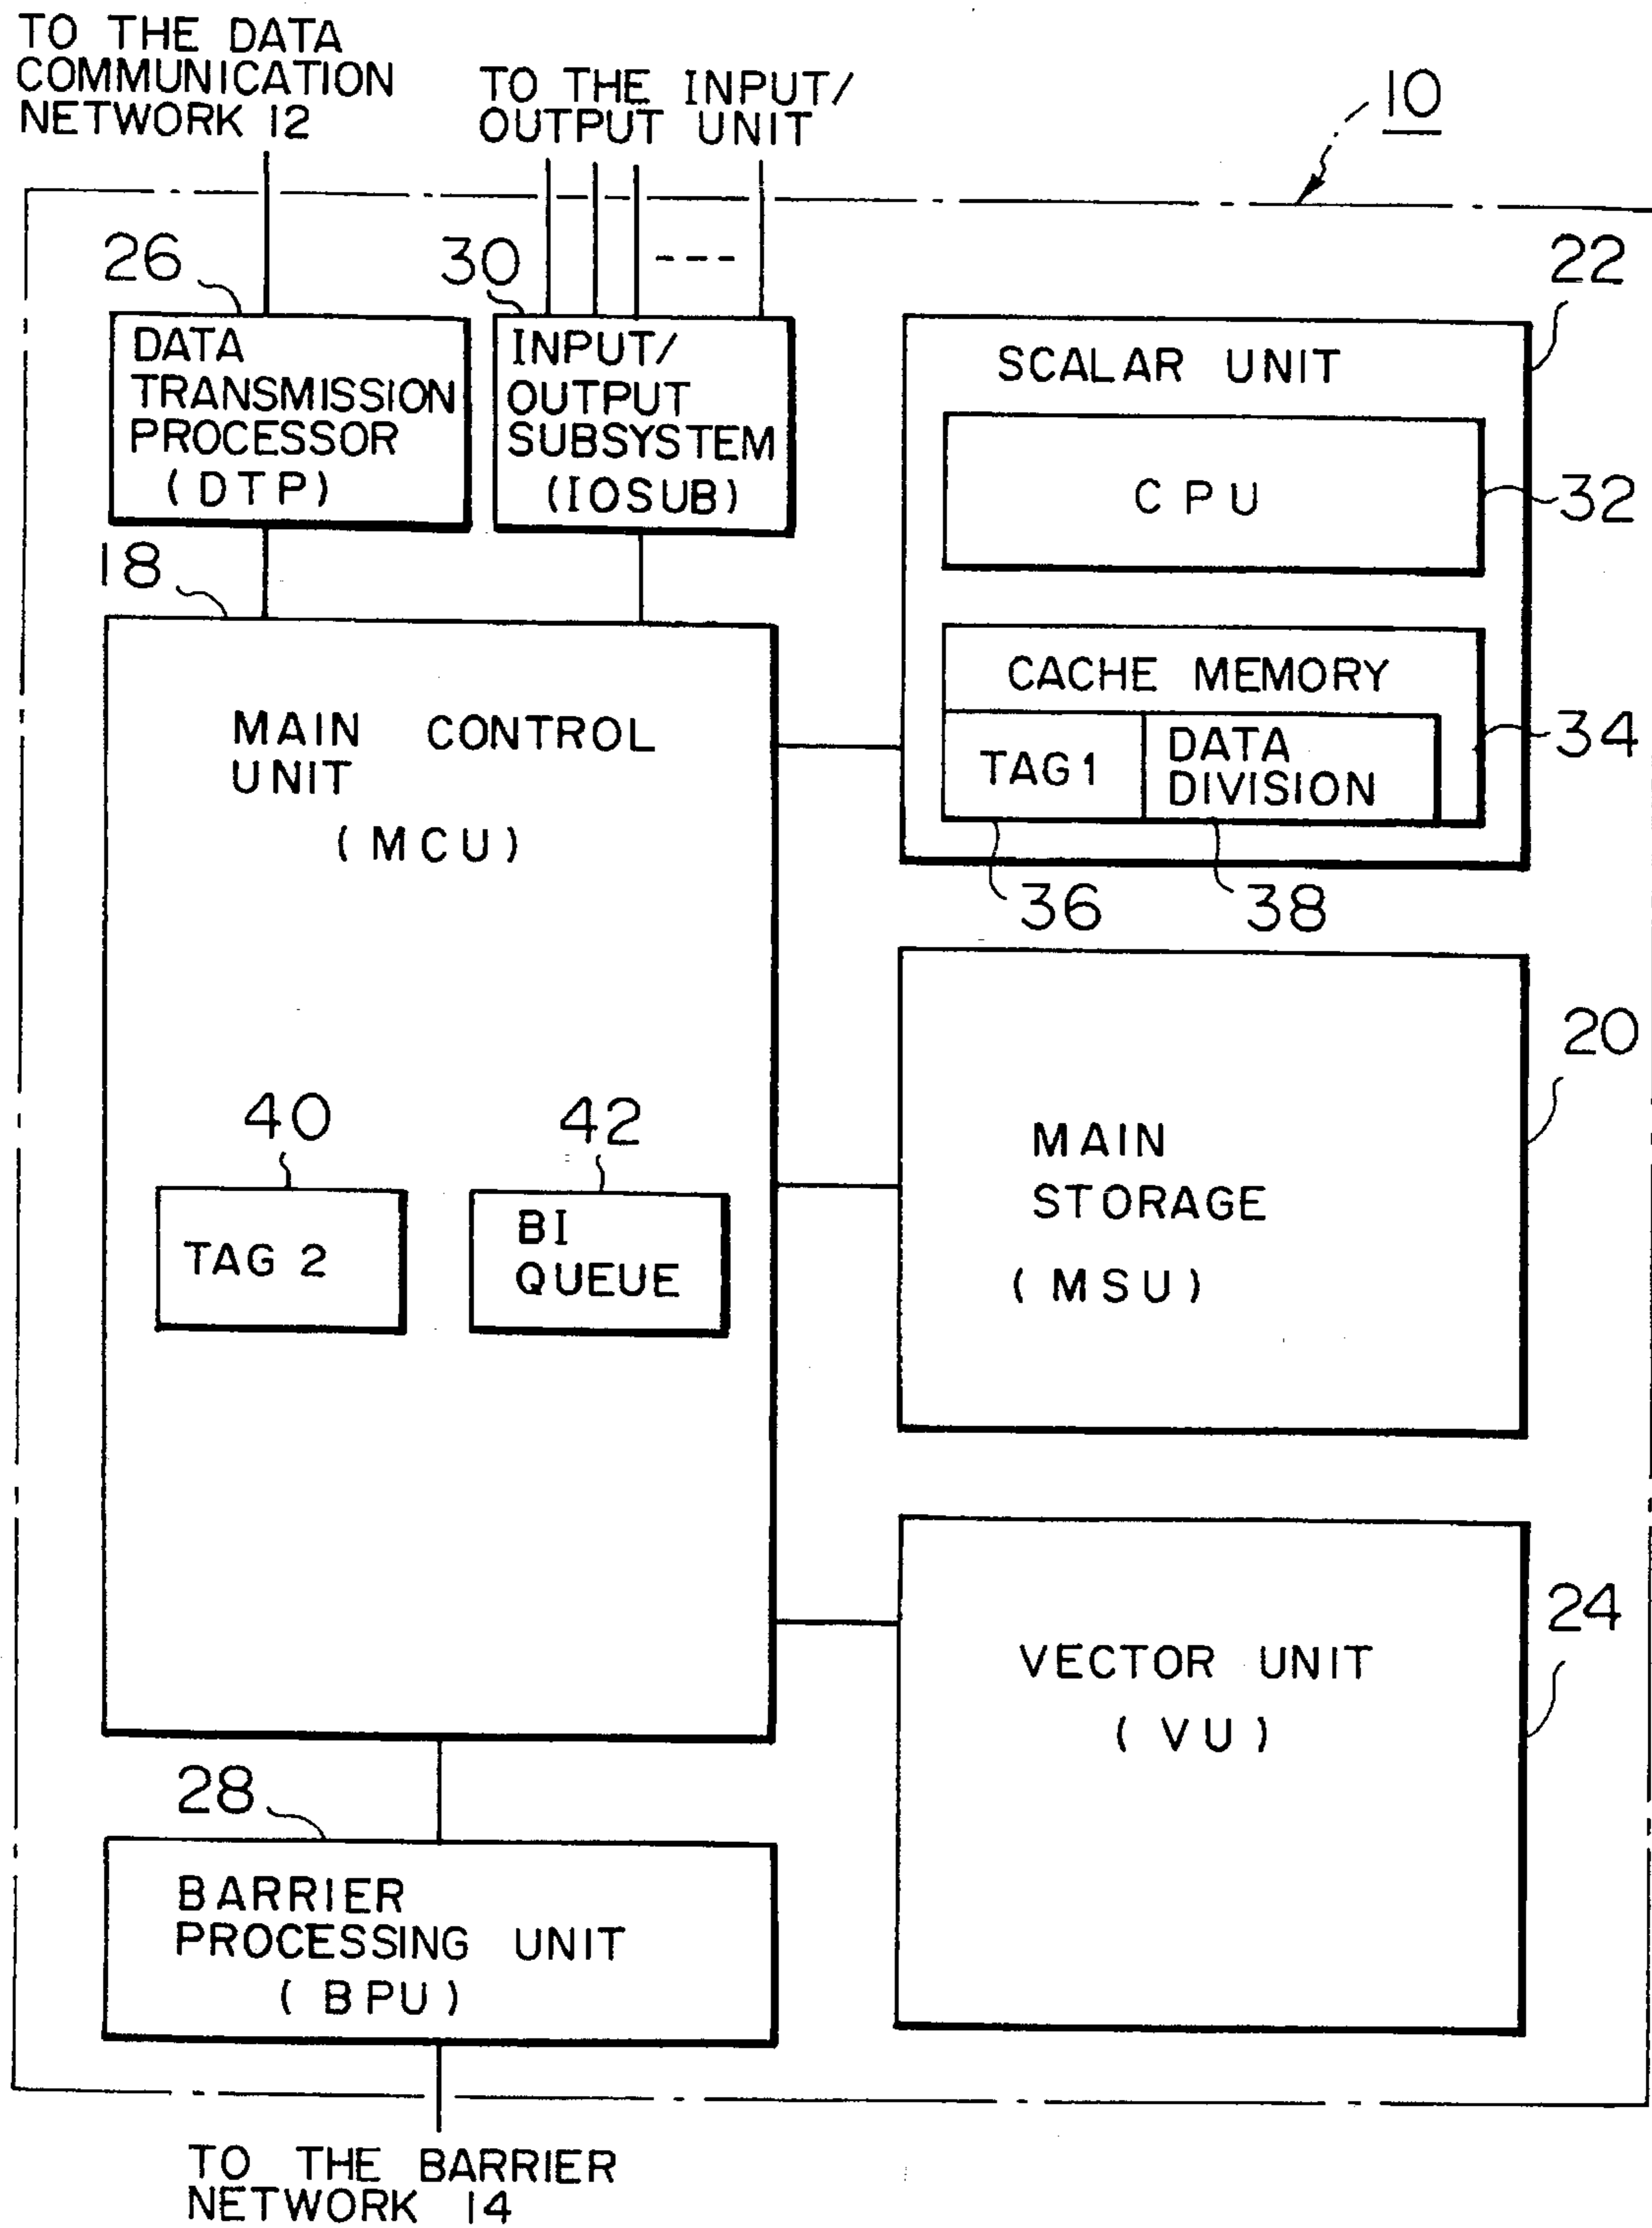 TO THE DATA
COMMUNICATION
NETWORK 12
TO THE INPUT/
OUTPUT UNIT
10
26
30
---
22
DATA
TRANSMISSION
PROCESSOR
(DTP)
INPUT/
OUTPUT
SUBSYSTEM
(IOSUB)
SCALAR UNIT
CPU
32
18
CACHE MEMORY
TAG1
DATA
DIVISION
34
36
38
MAIN CONTROL
UNIT
(MCU)
20
40
42
TAG 2
BI
QUEUE
MAIN
STORAGE
(MSU)
24
VECTOR UNIT
(VU)
28
BARRIER
PROCESSING UNIT
(BPU)
TO THE BARRIER
NETWORK 14